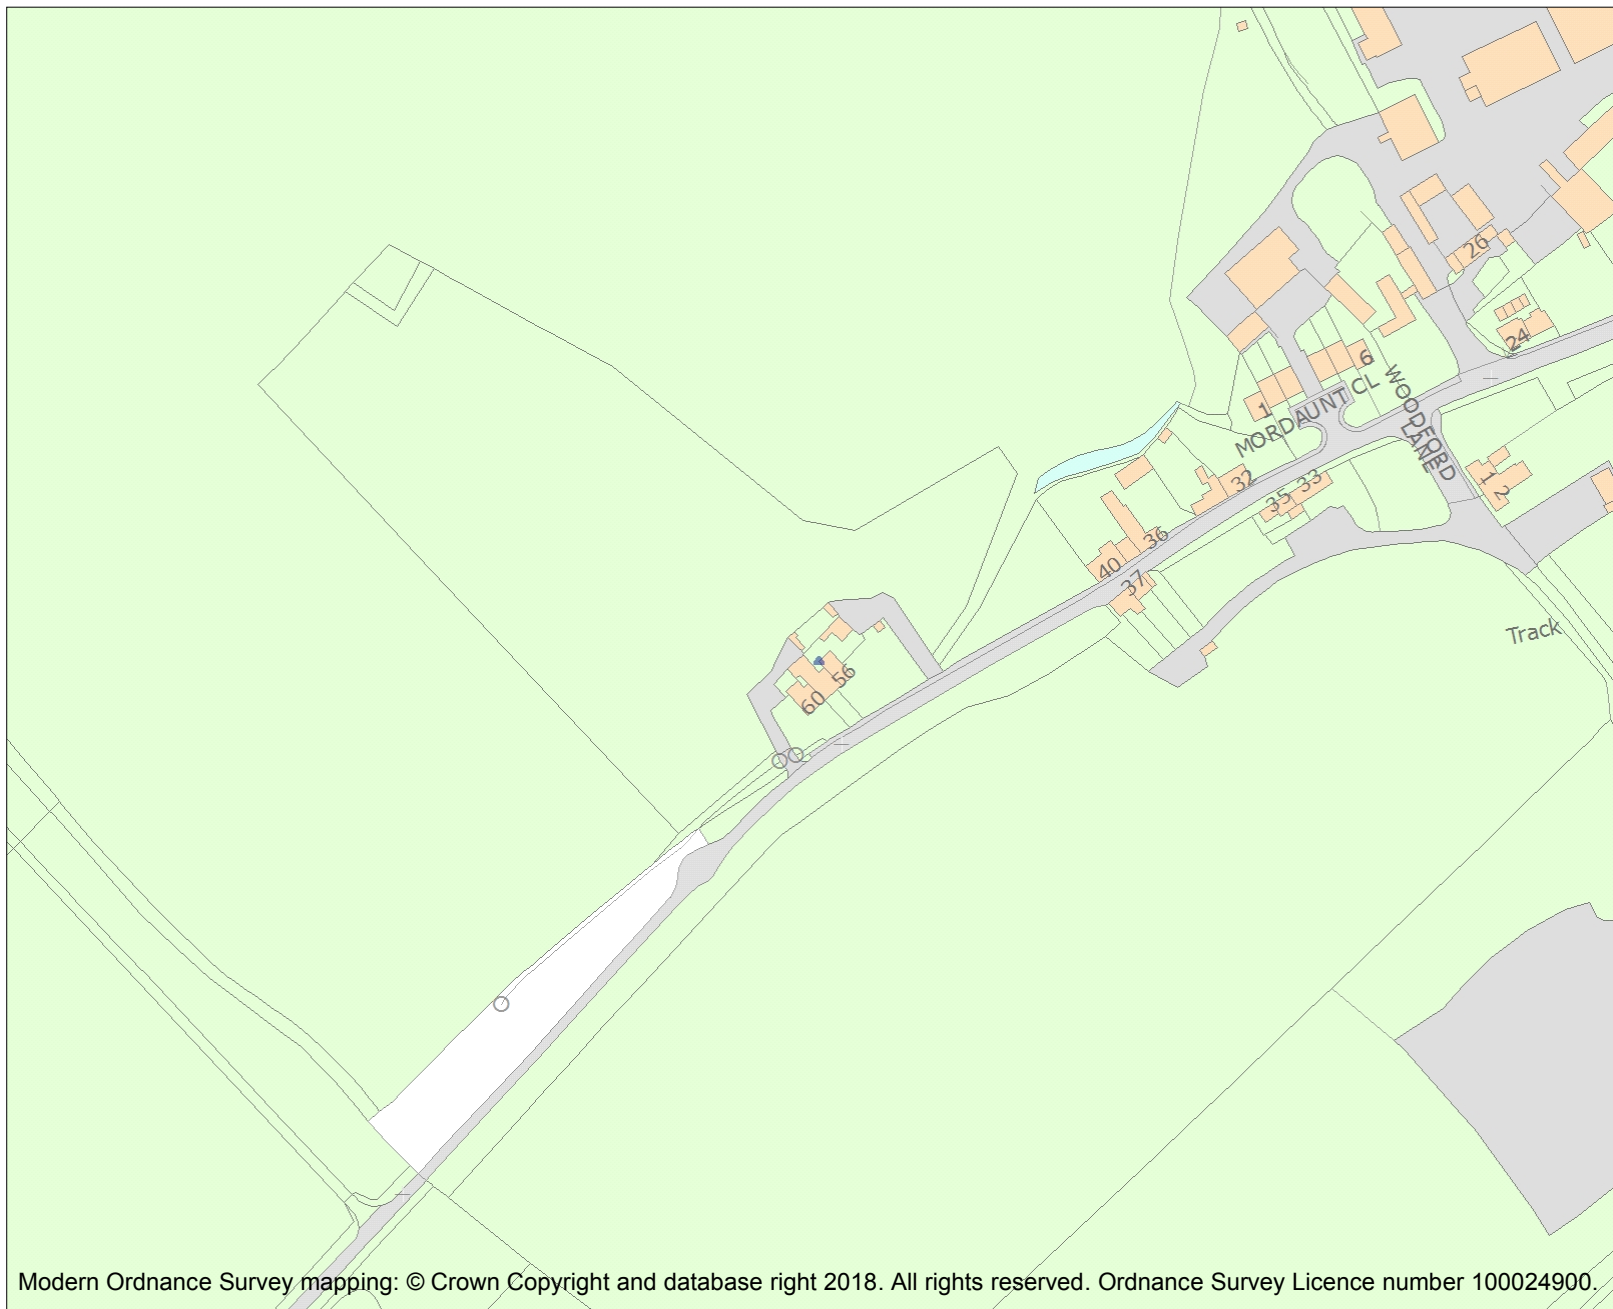 26
24
6
WOODFORD
LANE
MORDAUNT CL
1
32
35
33
1
2
36
40
37
Track
56
60
Modern Ordnance Survey mapping: © Crown Copyright and database right 2018. All rights reserved. Ordnance Survey Licence number 100024900.